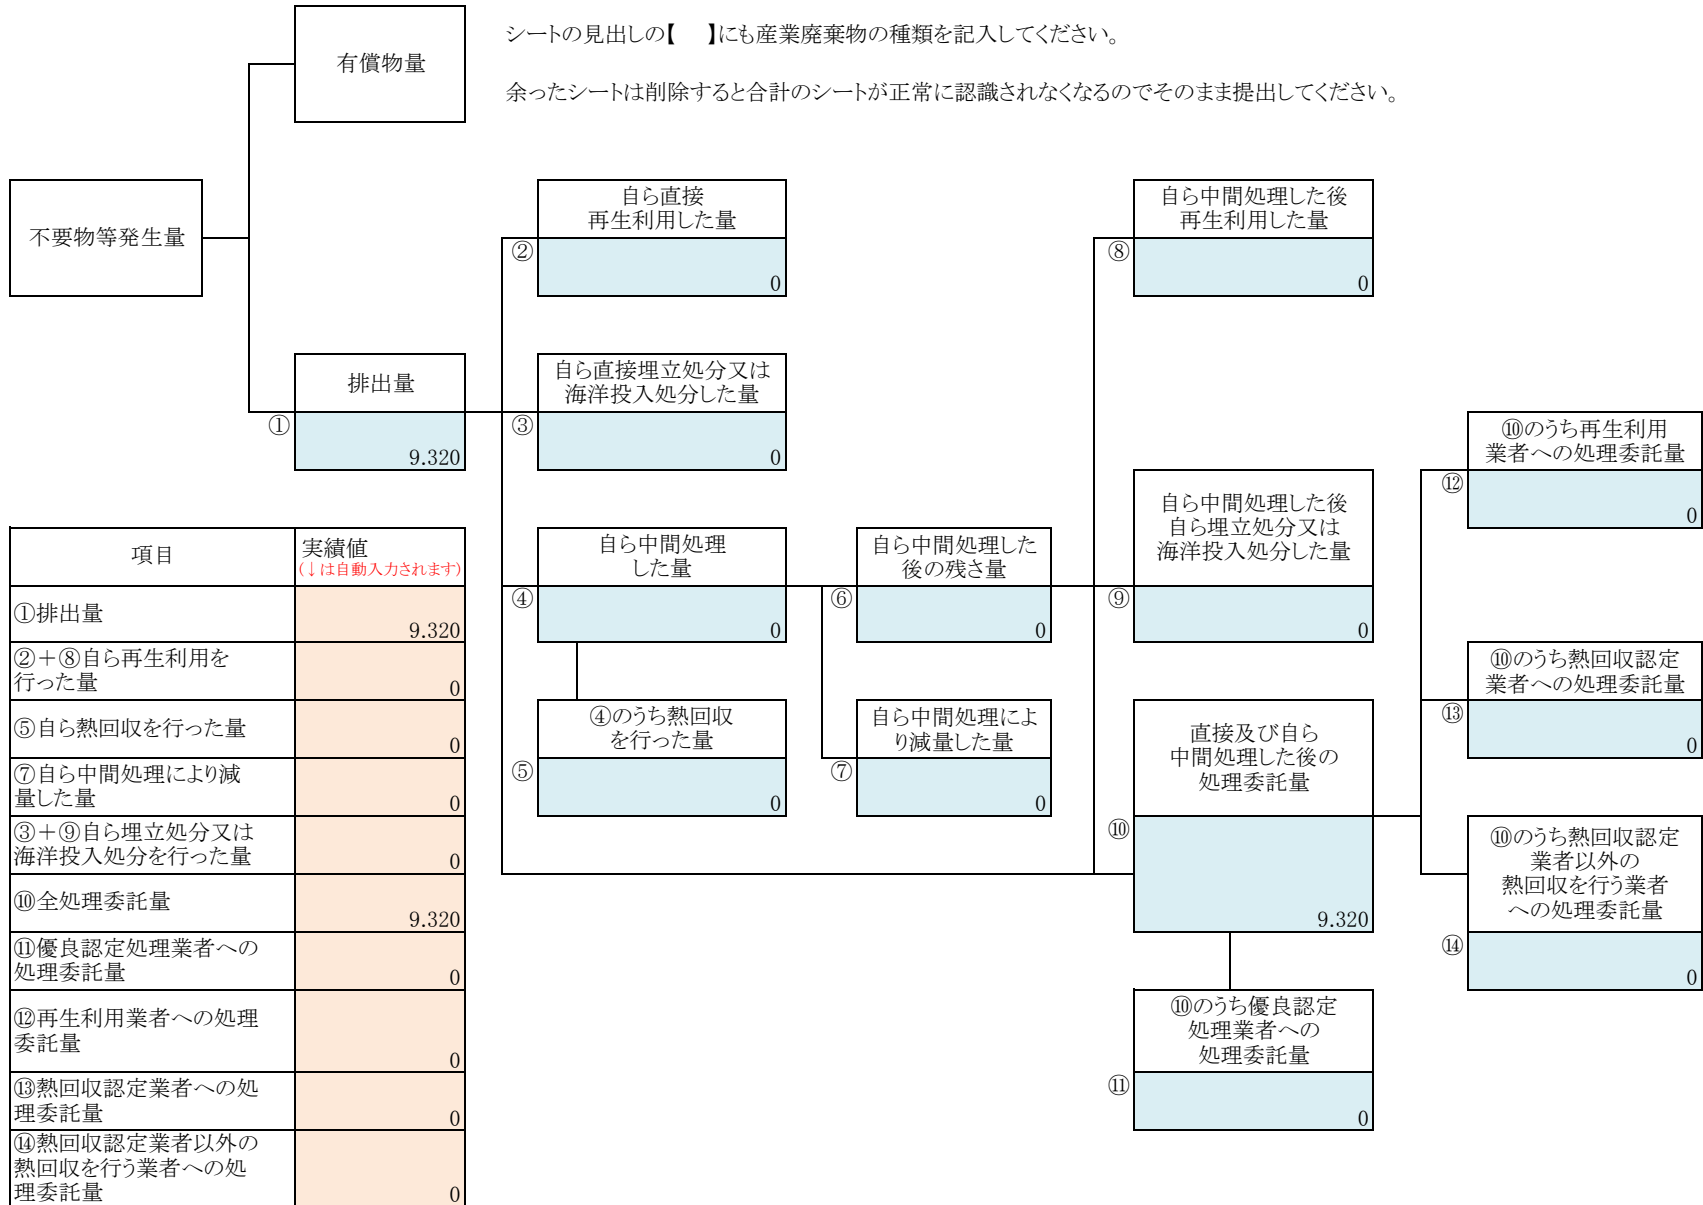 シートの見出しの【　】にも産業廃棄物の種類を記入してください。
余ったシートは削除すると合計のシートが正常に認識されなくなるのでそのまま提出してください。
有償物量
不要物等発生量
排出量
①
9.320
自ら直接
再生利用した量
②
0
自ら直接埋立処分又は
海洋投入処分した量
③
0
自ら中間処理
した量
④
0
④のうち熱回収
を行った量
⑤
0
自ら中間処理した
後の残さ量
⑥
0
自ら中間処理によ
り減量した量
⑦
0
自ら中間処理した後
再生利用した量
⑧
0
自ら中間処理した後
自ら埋立処分又は
海洋投入処分した量
⑨
0
直接及び自ら
中間処理した後の
処理委託量
⑩
9.320
⑩のうち優良認定
処理業者への
処理委託量
⑪
0
⑩のうち再生利用
業者への処理委託量
⑫
0
⑩のうち熱回収認定
業者への処理委託量
⑬
0
⑩のうち熱回収認定
業者以外の
熱回収を行う業者
への処理委託量
⑭
0
項目
実績値
(↓は自動入力されます)
①排出量
9.320
②＋⑧自ら再生利用を
行った量
0
⑤自ら熱回収を行った量
0
⑦自ら中間処理により減
量した量
0
③＋⑨自ら埋立処分又は
海洋投入処分を行った量
0
⑩全処理委託量
9.320
⑪優良認定処理業者への
処理委託量
0
⑫再生利用業者への処理
委託量
0
⑬熱回収認定業者への処
理委託量
0
⑭熱回収認定業者以外の
熱回収を行う業者への処
理委託量
0